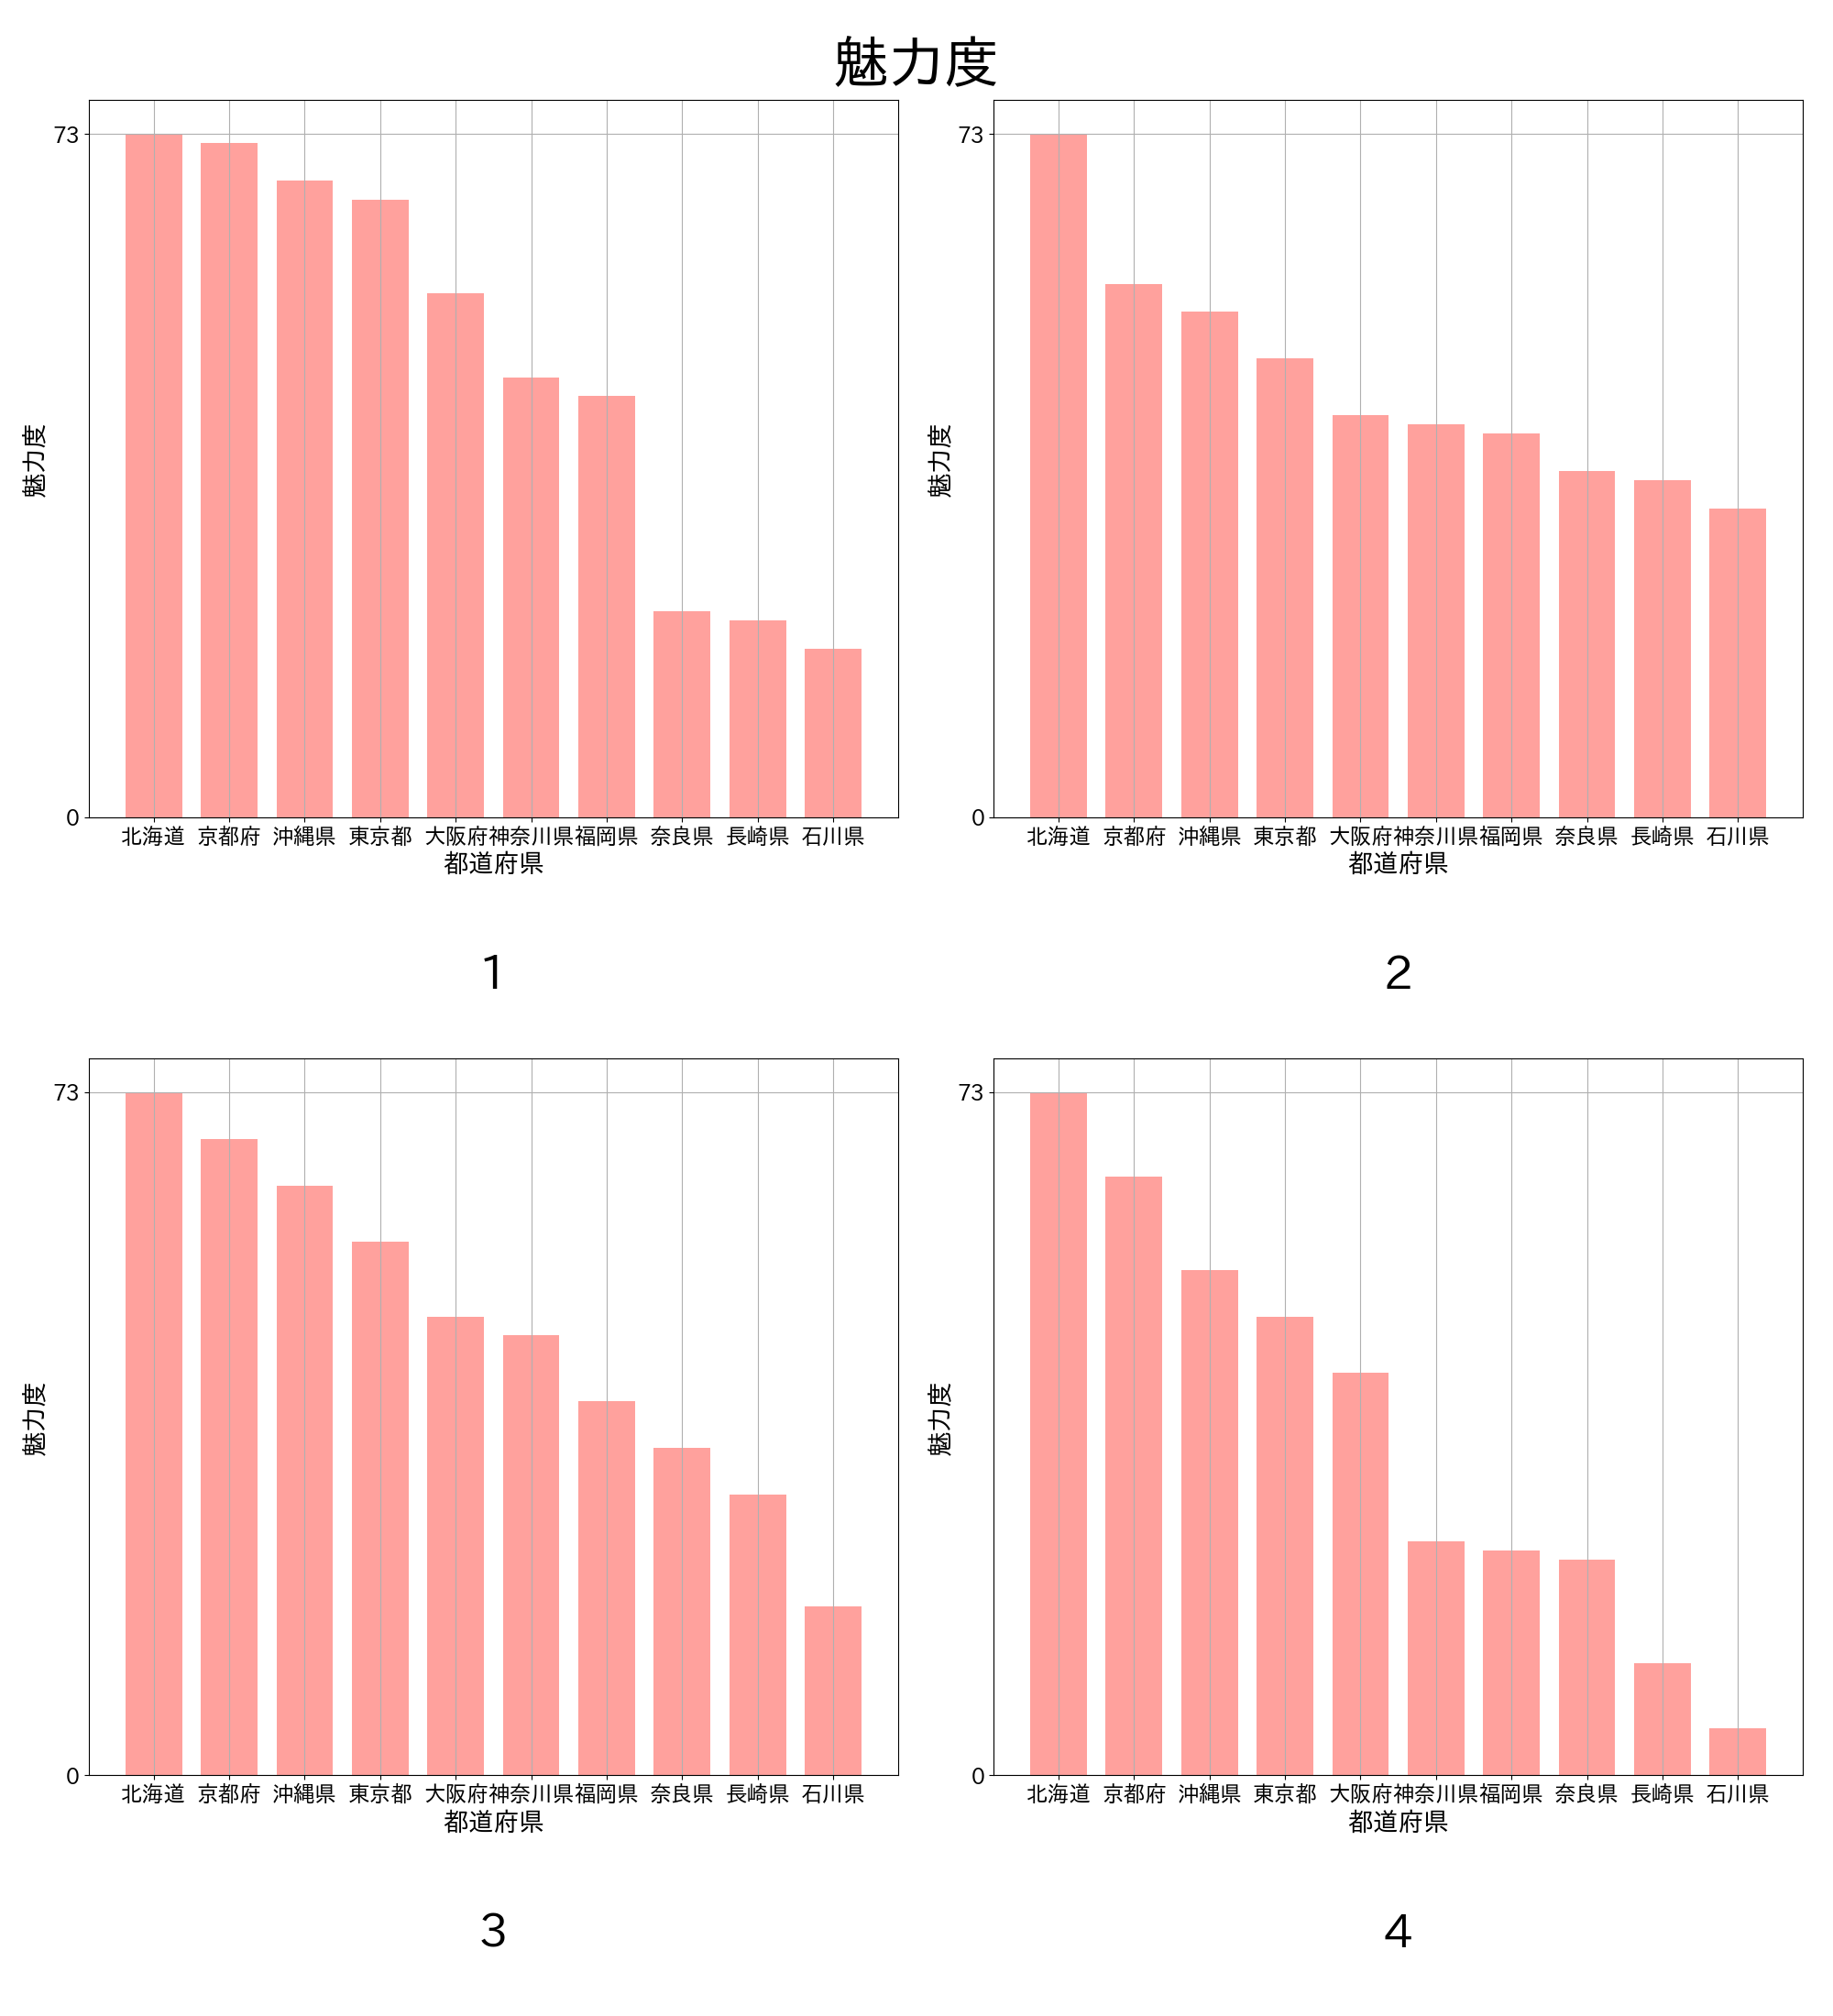 魅力度
73
0
魅力度
北海道 京都府 沖縄県 東京都 大阪府 神奈川県 福岡県 奈良県 長崎県 石川県
都道府県
1
73
0
魅力度
北海道 京都府 沖縄県 東京都 大阪府 神奈川県 福岡県 奈良県 長崎県 石川県
都道府県
2
73
0
魅力度
北海道 京都府 沖縄県 東京都 大阪府 神奈川県 福岡県 奈良県 長崎県 石川県
都道府県
3
73
0
魅力度
北海道 京都府 沖縄県 東京都 大阪府 神奈川県 福岡県 奈良県 長崎県 石川県
都道府県
4